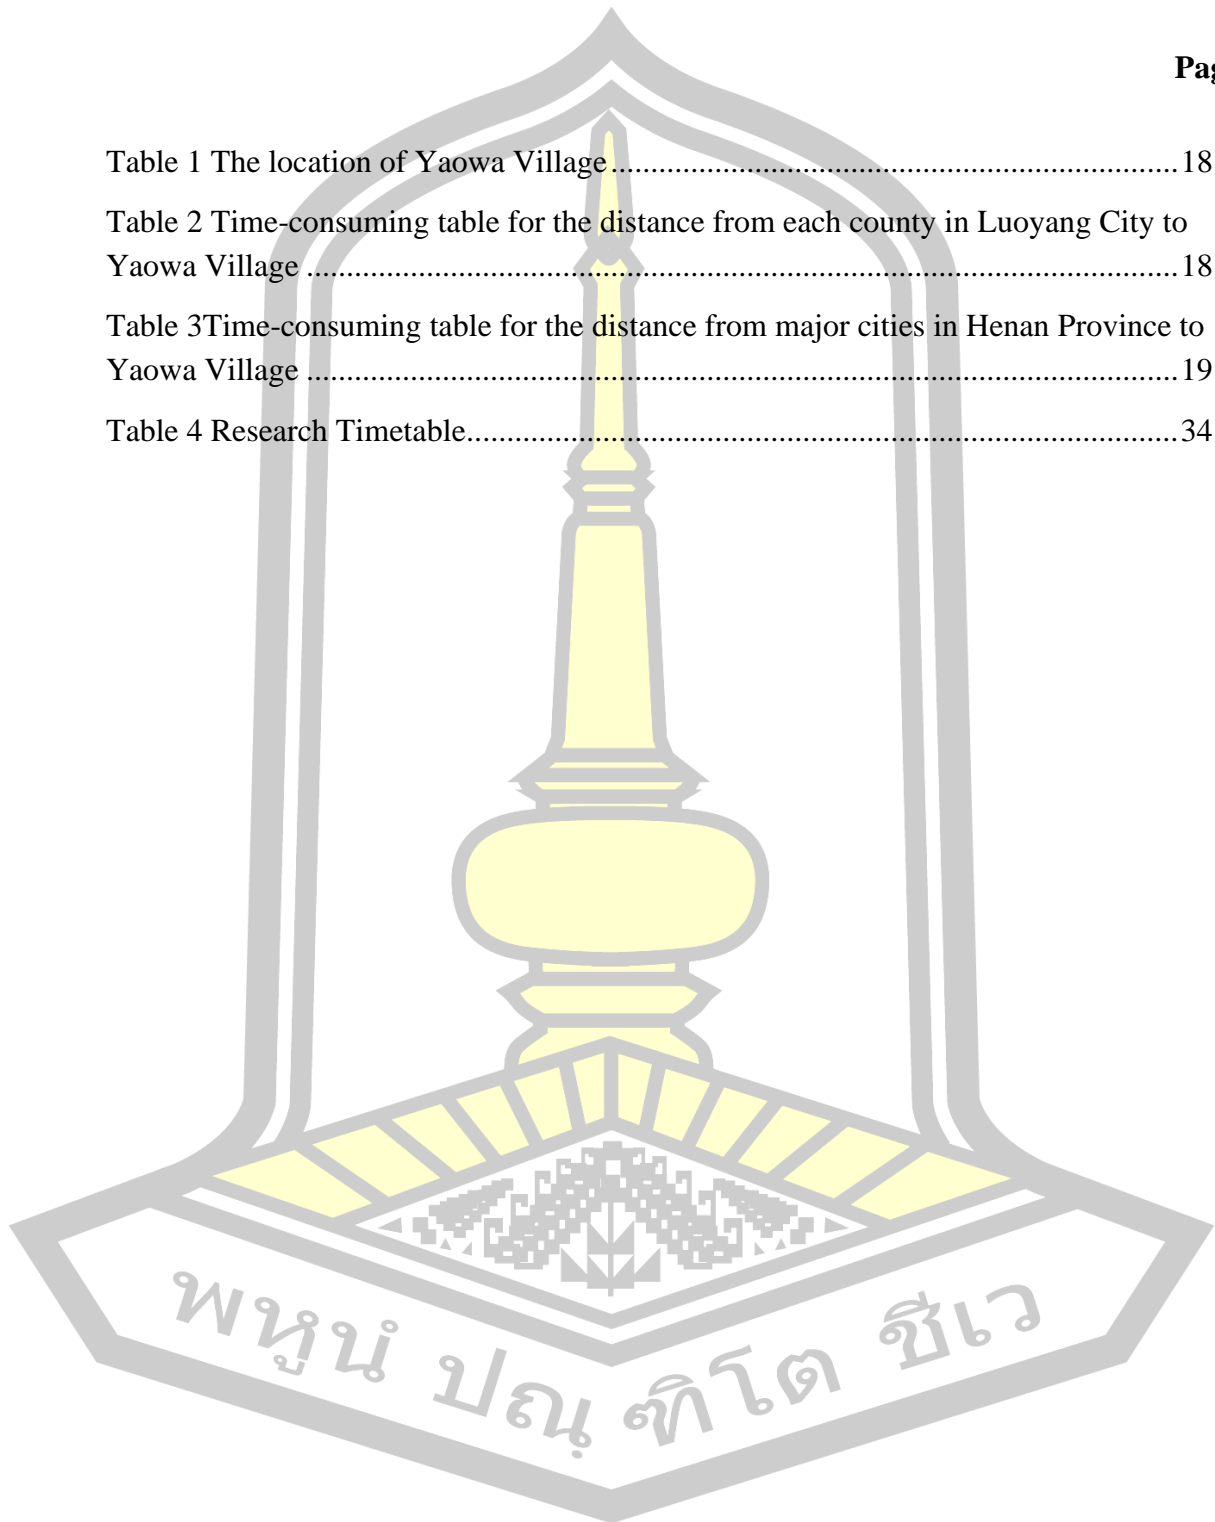 Pag
Table 1 The location of Yaowa Village.......................................................................18
Table 2 Time-consuming table for the distance from each county in Luoyang City to
Yaowa Village .............................................................................................................18
Table 3Time-consuming table for the distance from major cities in Henan Province to
Yaowa Village .............................................................................................................19
Table 4 Research Timetable.........................................................................................34
พหูนํ ปณฺ ฑิโต ชีเว